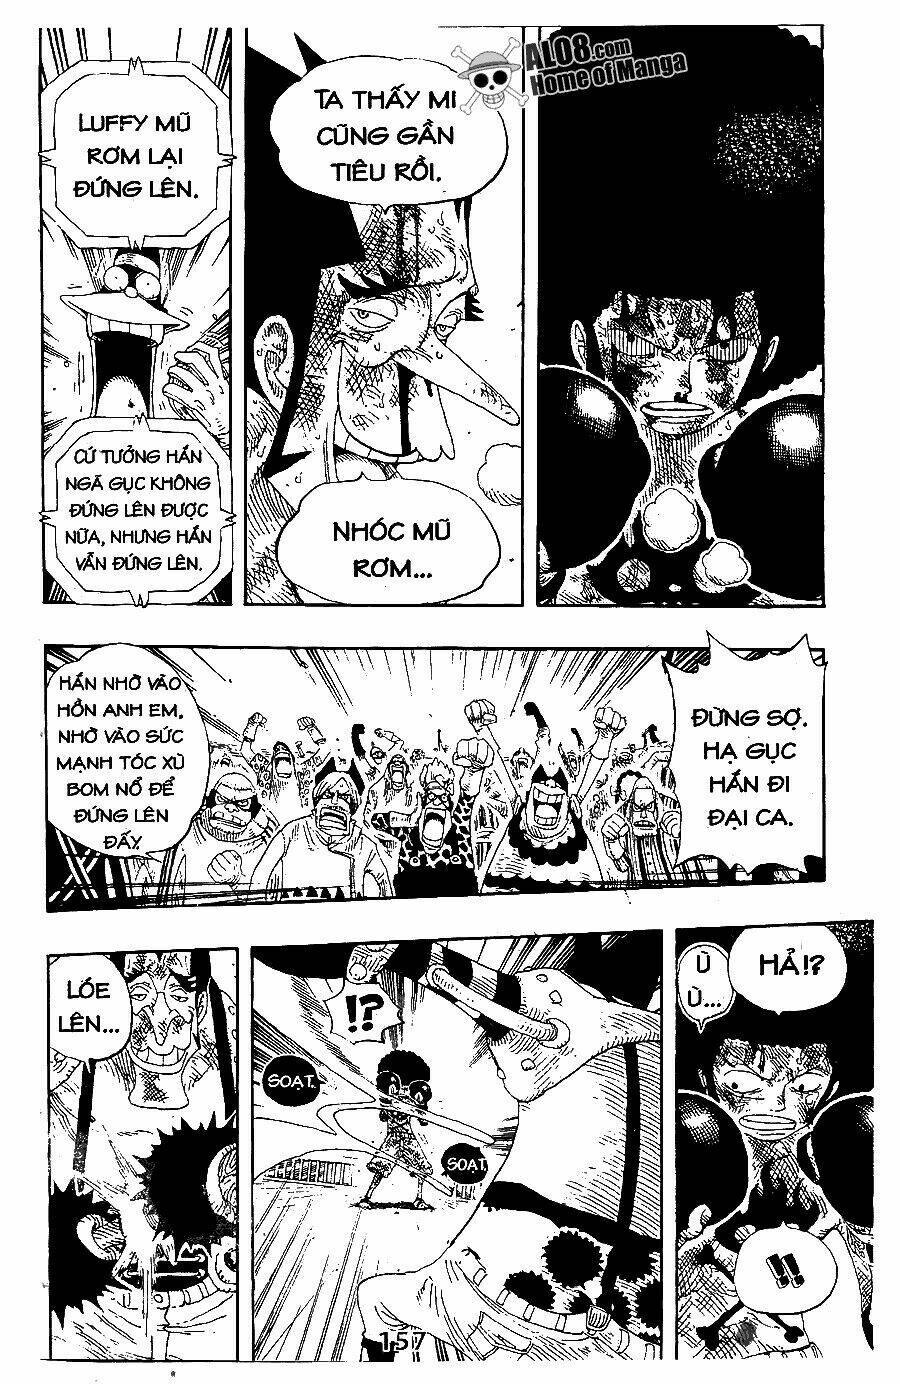 AL08.com
Home of Manga
TA THẤY MI
CŨNG GẦN
TIÊU RỒI.
NHÓC MŨ
RƠM...
LUFFY MŨ
RƠM LẠI
ĐỨNG LÊN.
CỨ TƯỞNG HẮN
NGÃ GỤC KHÔNG
ĐỨNG LÊN ĐƯỢC
NỮA, NHƯNG HẮN
VẪN ĐỨNG LÊN.
ĐỪNG SỢ.
HẠ GỤC
HẮN ĐI
ĐẠI CA.
HẮN NHỜ VÀO
HỒN ANH EM,
NHỜ VÀO SỨC
MẠNH TÓC XÙ
BOM NỔ ĐỂ
ĐỨNG LÊN
ĐẤY.
HẢ!?
Ù
Ù...
!!
!?
SOẠT
SOẠT
LÓE
LÊN...
157